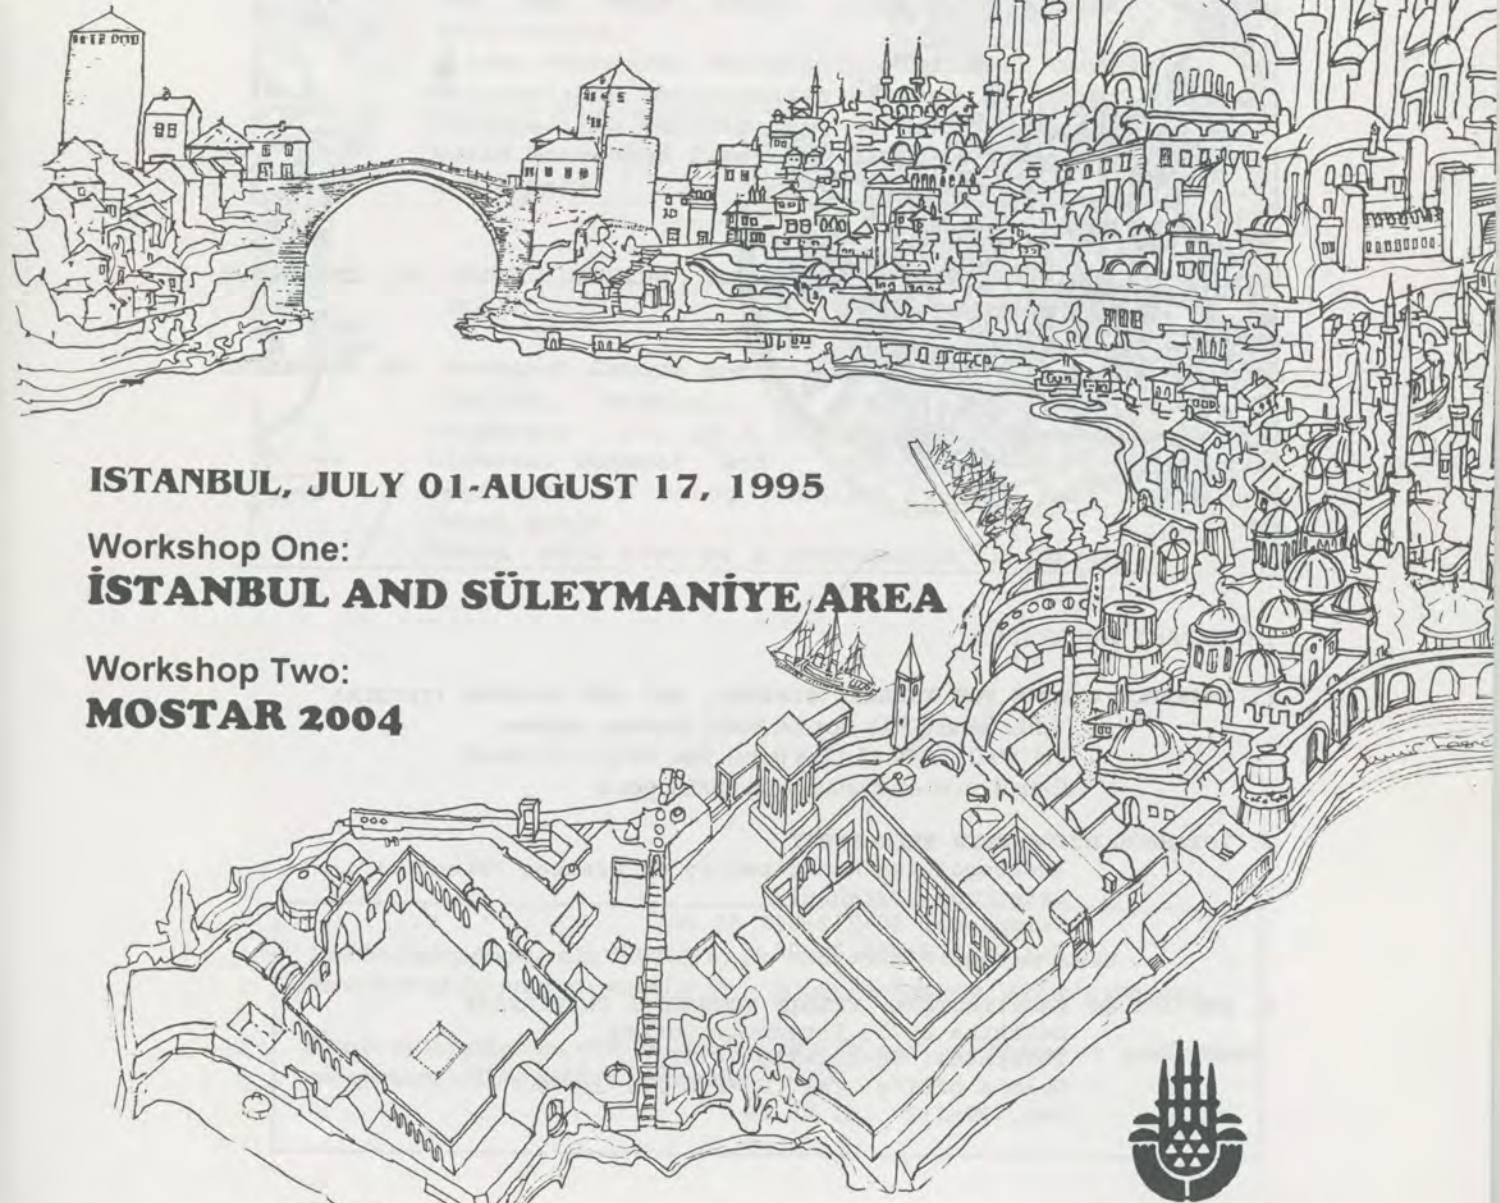 ISTANBUL, JULY 01-AUGUST 17, 1995
Workshop One:
İSTANBUL AND SÜLEYMANİYE AREA
Workshop Two:
MOSTAR 2004